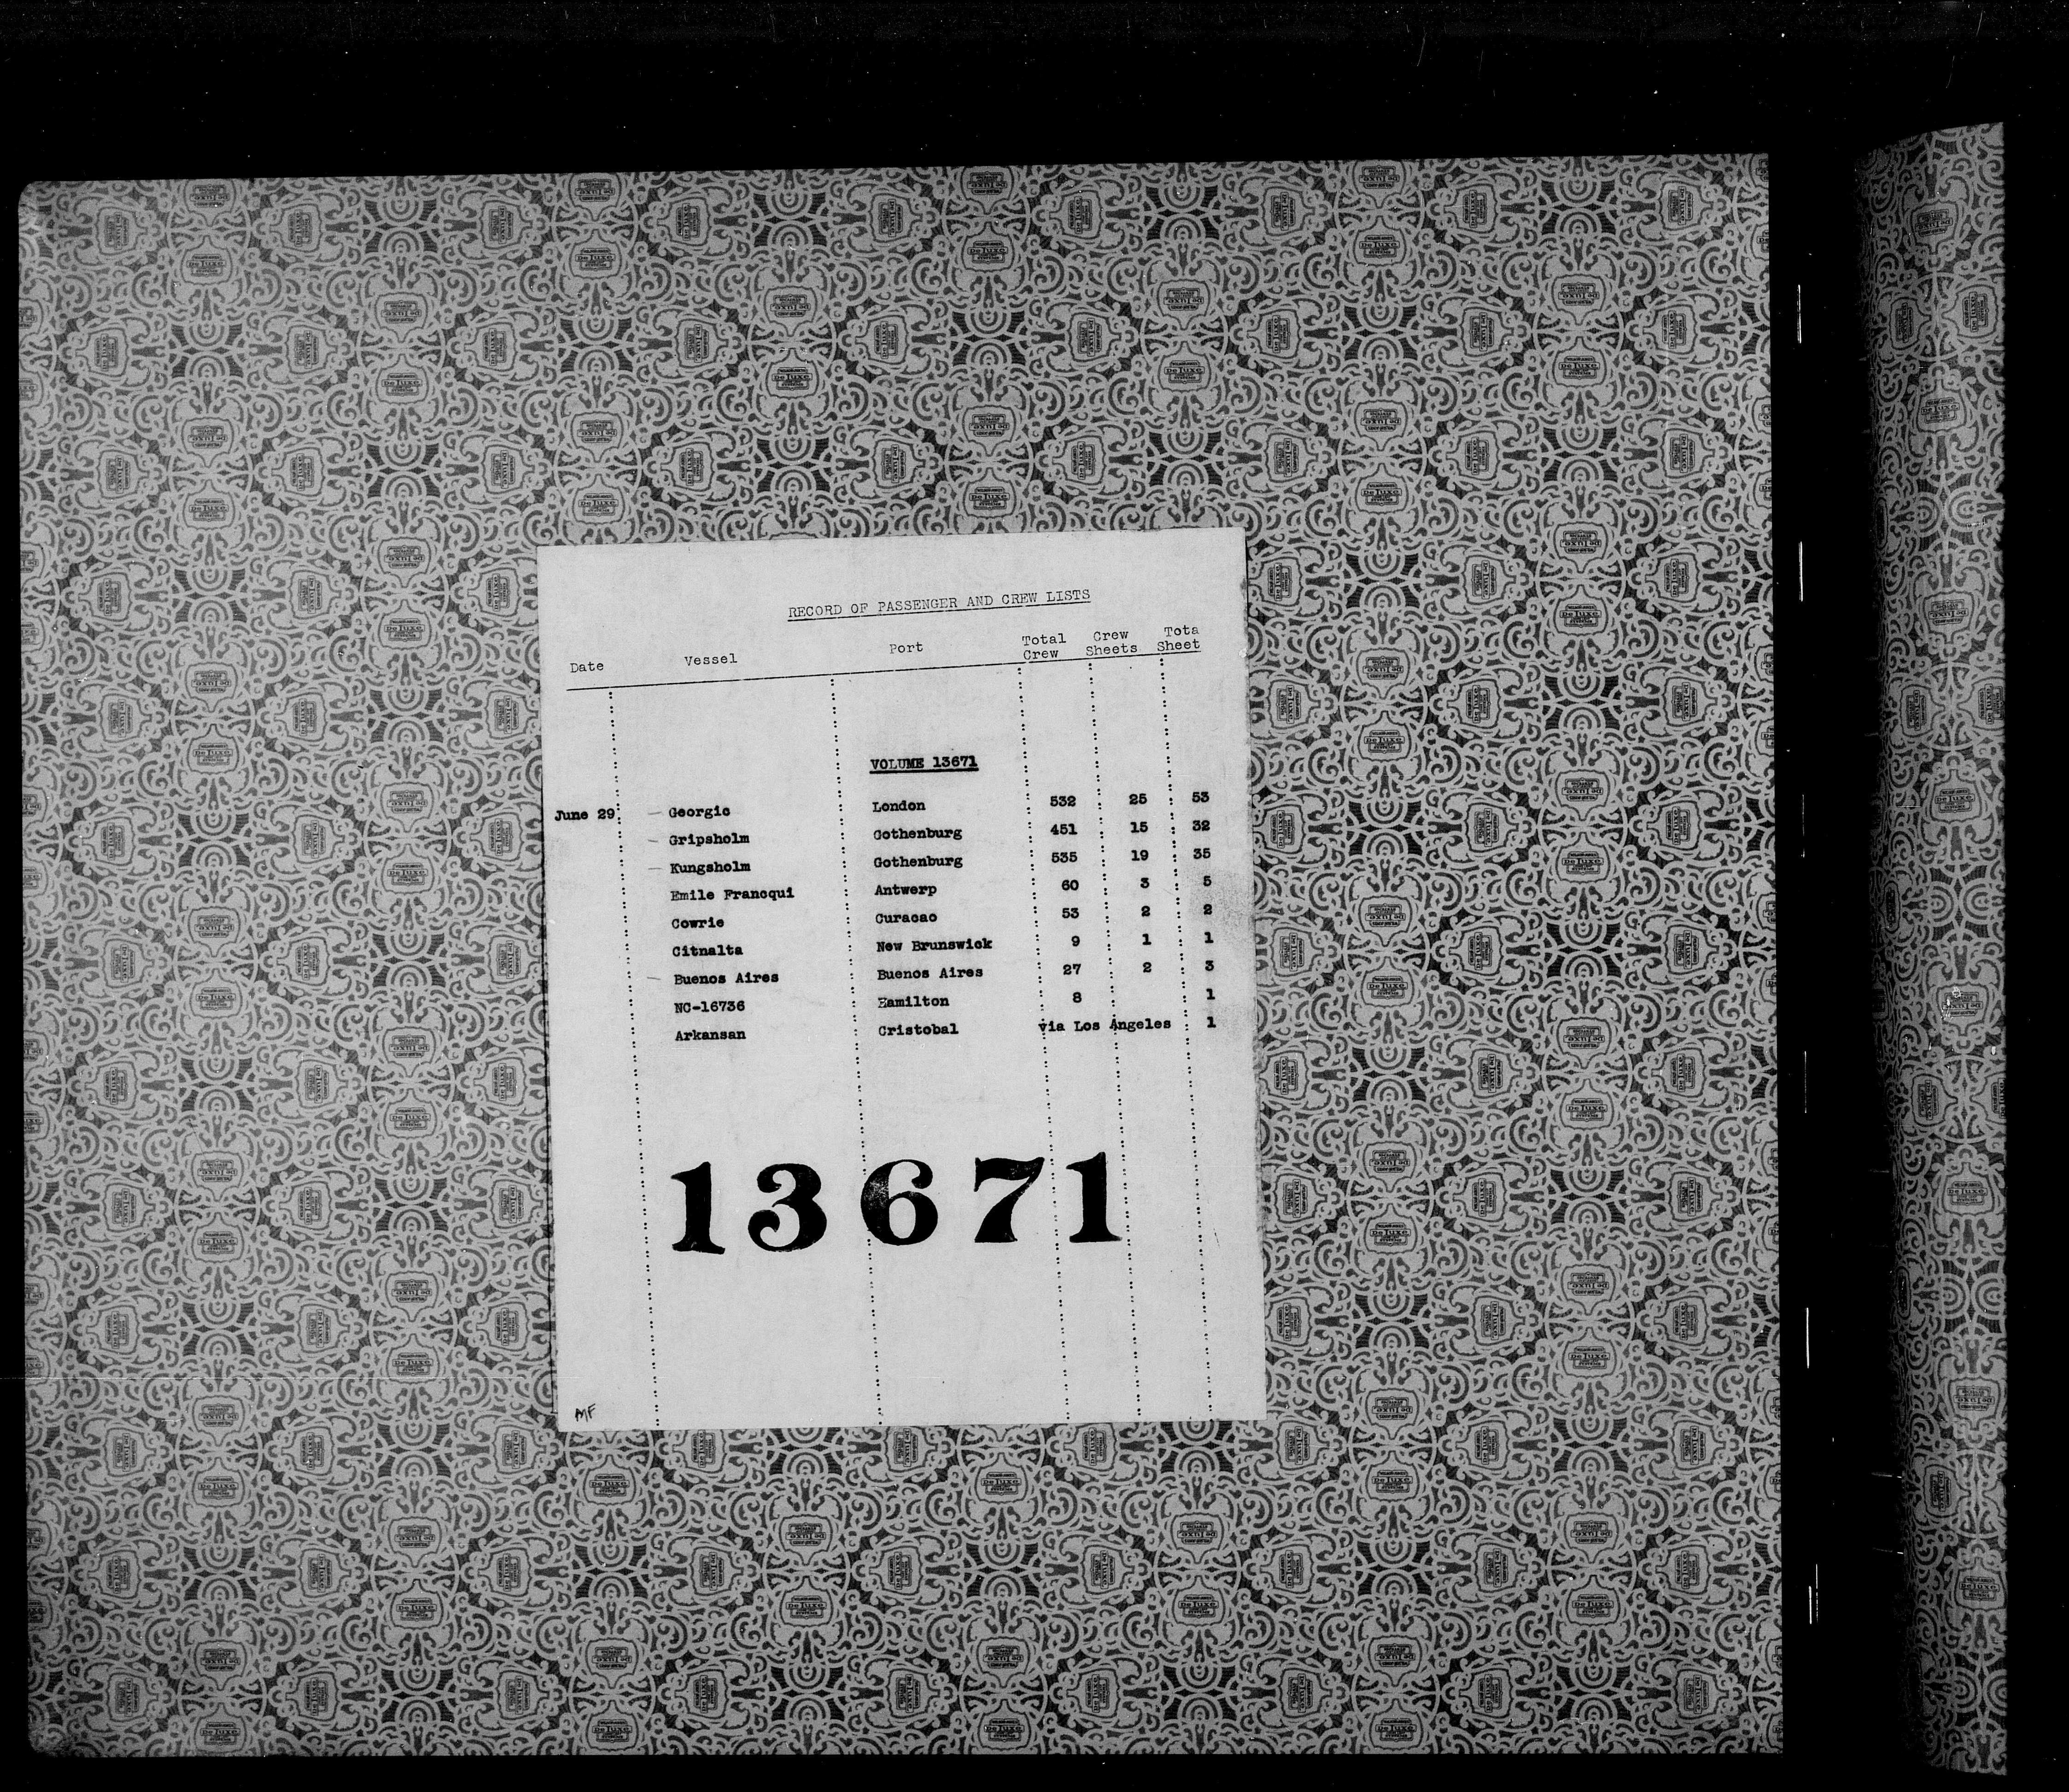 RECORD OF PASSENGER AND CREW LISTS
Date Vessel Port Total Crew Crew Sheets Tota Sheet
VOLUME 13671
June 29 Georgic London 532 25 53
Gripsholm Gothenburg 451 15 32
Kungsholm Gothenburg 535 19 35
Emile Francqui Antwerp 60 3 5
Cowrie Curacao 53 2 2
Citnalta New Brunswick 9 1 1
Buenos Aires Buenos Aires 27 2 3
NC-16736 Hamilton 8 1
Arkansan Cristobal via Los Angeles 1
13671
MF
De Luxe